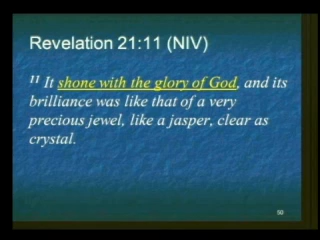 Revelation 21:11 (NIV)
11 It shone with the glory of God, and its
brilliance was like that of a very
precious jewel, like a jasper, clear as
crystal.